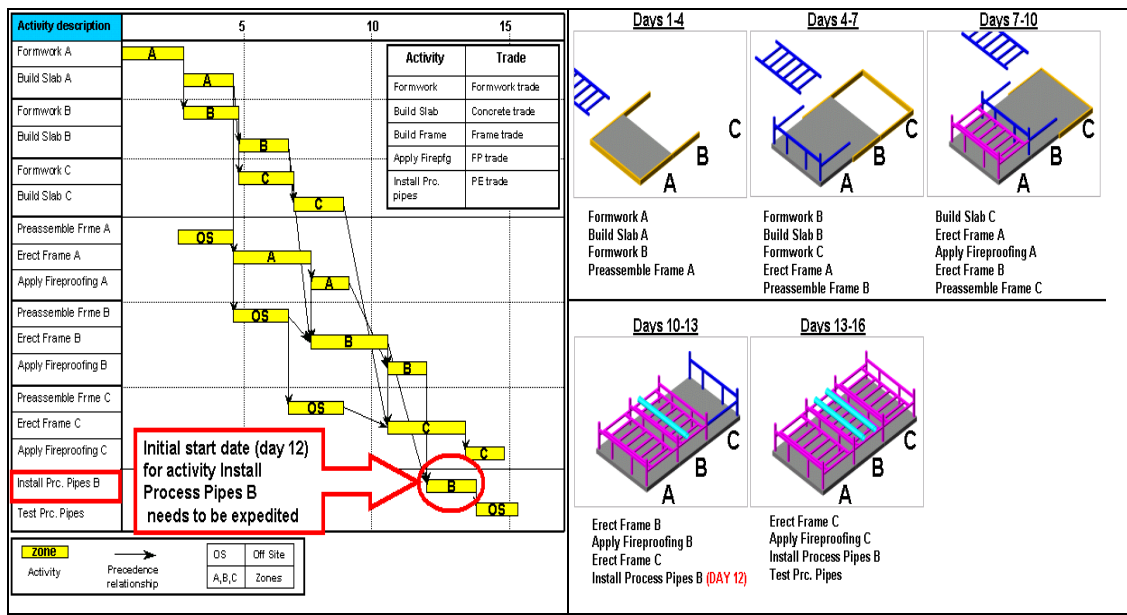 Activity description
5
10
15
Formwork A
Build Slab A
Formwork B
Build Slab B
Formwork C
Build Slab C
Preassemble Frme A
Erect Frame A
Apply Fireproofing A
Preassemble Frme B
Erect Frame B
Apply Fireproofing B
Preassemble Frme C
Erect Frame C
Apply Fireproofing C
Install Prc. Pipes B
Test Prc. Pipes
A
A
B
B
C
C
OS
A
A
OS
B
B
OS
C
C
B
OS
Activity Trade
Formwork Formwork trade
Build Slab Concrete trade
Build Frame Frame trade
Apply Firepfg FP trade
Install Prc. PE trade
pipes
Initial start date (day 12)
for activity Install
Process Pipes B
needs to be expedited
zone
Activity
Precedence
relationship
OS Off Site
A,B,C Zones
Days 1-4
A
B
C
Formwork A
Build Slab A
Formwork B
Preassemble Frame A
Days 4-7
A
B
C
Formwork B
Build Slab B
Formwork C
Erect Frame A
Preassemble Frame B
Days 7-10
A
B
C
Build Slab C
Erect Frame A
Apply Fireproofing A
Erect Frame B
Preassemble Frame C
Days 10-13
A
B
C
Erect Frame B
Apply Fireproofing B
Erect Frame C
Install Process Pipes B (DAY 12)
Days 13-16
A
B
C
Erect Frame C
Apply Fireproofing C
Install Process Pipes B
Test Prc. Pipes